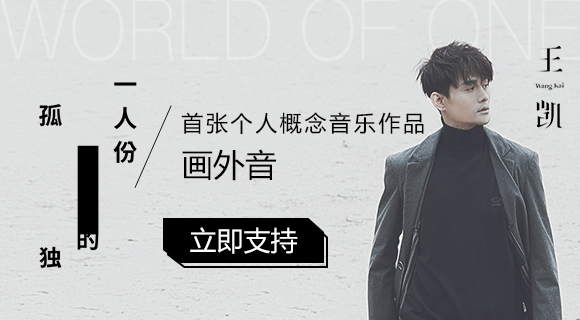 WORLD OF ONE
一人份
的
孤独
首张个人概念音乐作品
画外音
立即支持
王
Wang Kai
凯